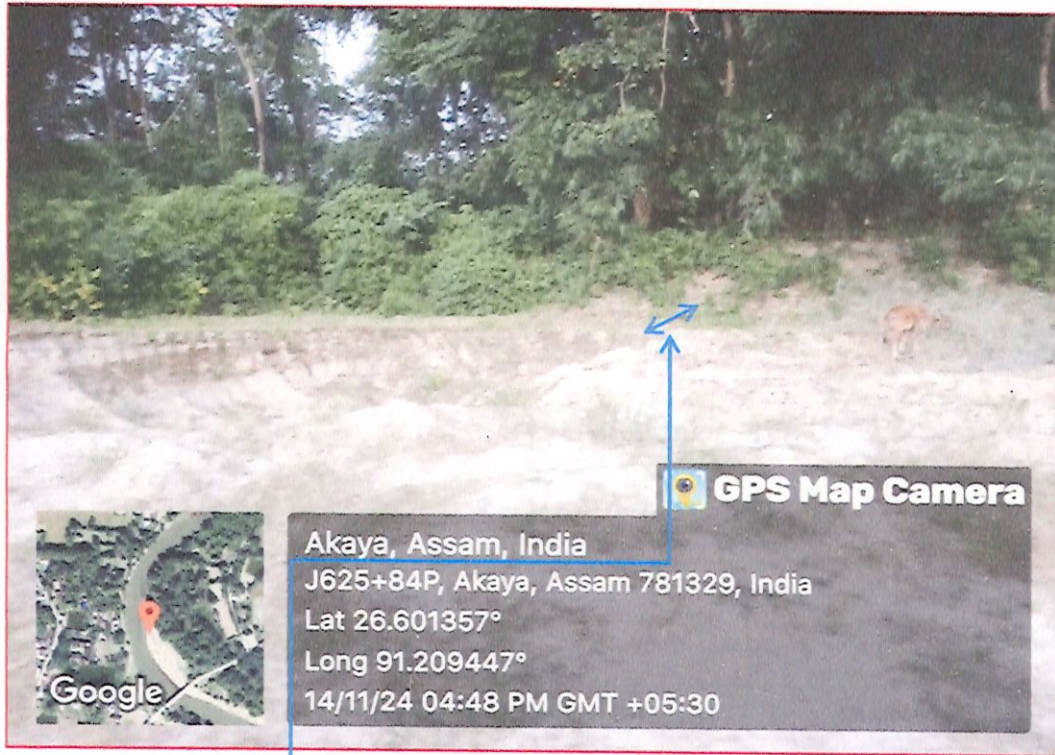 GPS Map Camera
Akaya, Assam, India
J625+84P, Akaya, Assam 781329, India
Lat 26.601357°
Long 91.209447°
14/11/24 04:48 PM GMT +05:30
Google